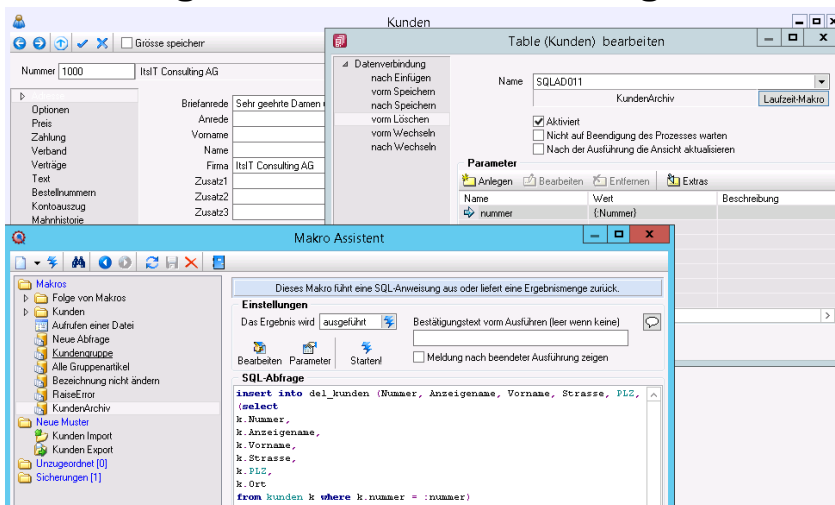 Kunden
Grösse speicherr
Nummer 1000 ItsIT Consulting AG
Optionen
Preis
Zahlung
Verband
Verträge
Text
Bestellnummern
Kontoauszug
Mahnhistorie
Briefanrede Sehr geehrte Damen
Anrede
Vorname
Name
Firma ItsIT Consulting AG
Zusatz1
Zusatz2
Zusatz3
Table (Kunden) bearbeiten
Datenverbindung
nach Einfügen
vorm Speichern
nach Speichern
vorm Löschen
vorm Wechseln
nach Wechseln
Name SQLAD011
KundenArchiv Laufzeit-Makro
Aktiviert
Nicht auf Beendigung des Prozesses warten
Nach der Ausführung die Ansicht aktualisieren
Parameter
Anlegen Bearbeiten Entfernen Extras
Name Wert Beschreibung
nummer {:Nummer}
Makro Assistent
Makros
Folge von Makros
Kunden
Aufrufen einer Datei
Neue Abfrage
Kundengruppe
Alle Gruppenartikel
Bezeichnung nicht ändern
RaiseError
KundenArchiv
Neue Muster
Kunden Import
Kunden Export
Unzugeordnet [0]
Sicherungen [1]
Dieses Makro führt eine SQL-Anweisung aus oder liefert eine Ergebnismenge zurück.
Einstellungen
Das Ergebnis wird ausgeführt Bestätigungstext vorm Ausführen (leer wenn keine)
Bearbeiten Parameter Starten! Meldung nach beendeter Ausführung zeigen
SQL-Abfrage
insert into del_kunden (Nummer, Anzeigename, Vorname, Strasse, PLZ,
(select
k.Nummer,
k.Anzeigename,
k.Vorname,
k.Strasse,
k.PLZ,
k.Ort
from kunden k where k.nummer = :nummer)